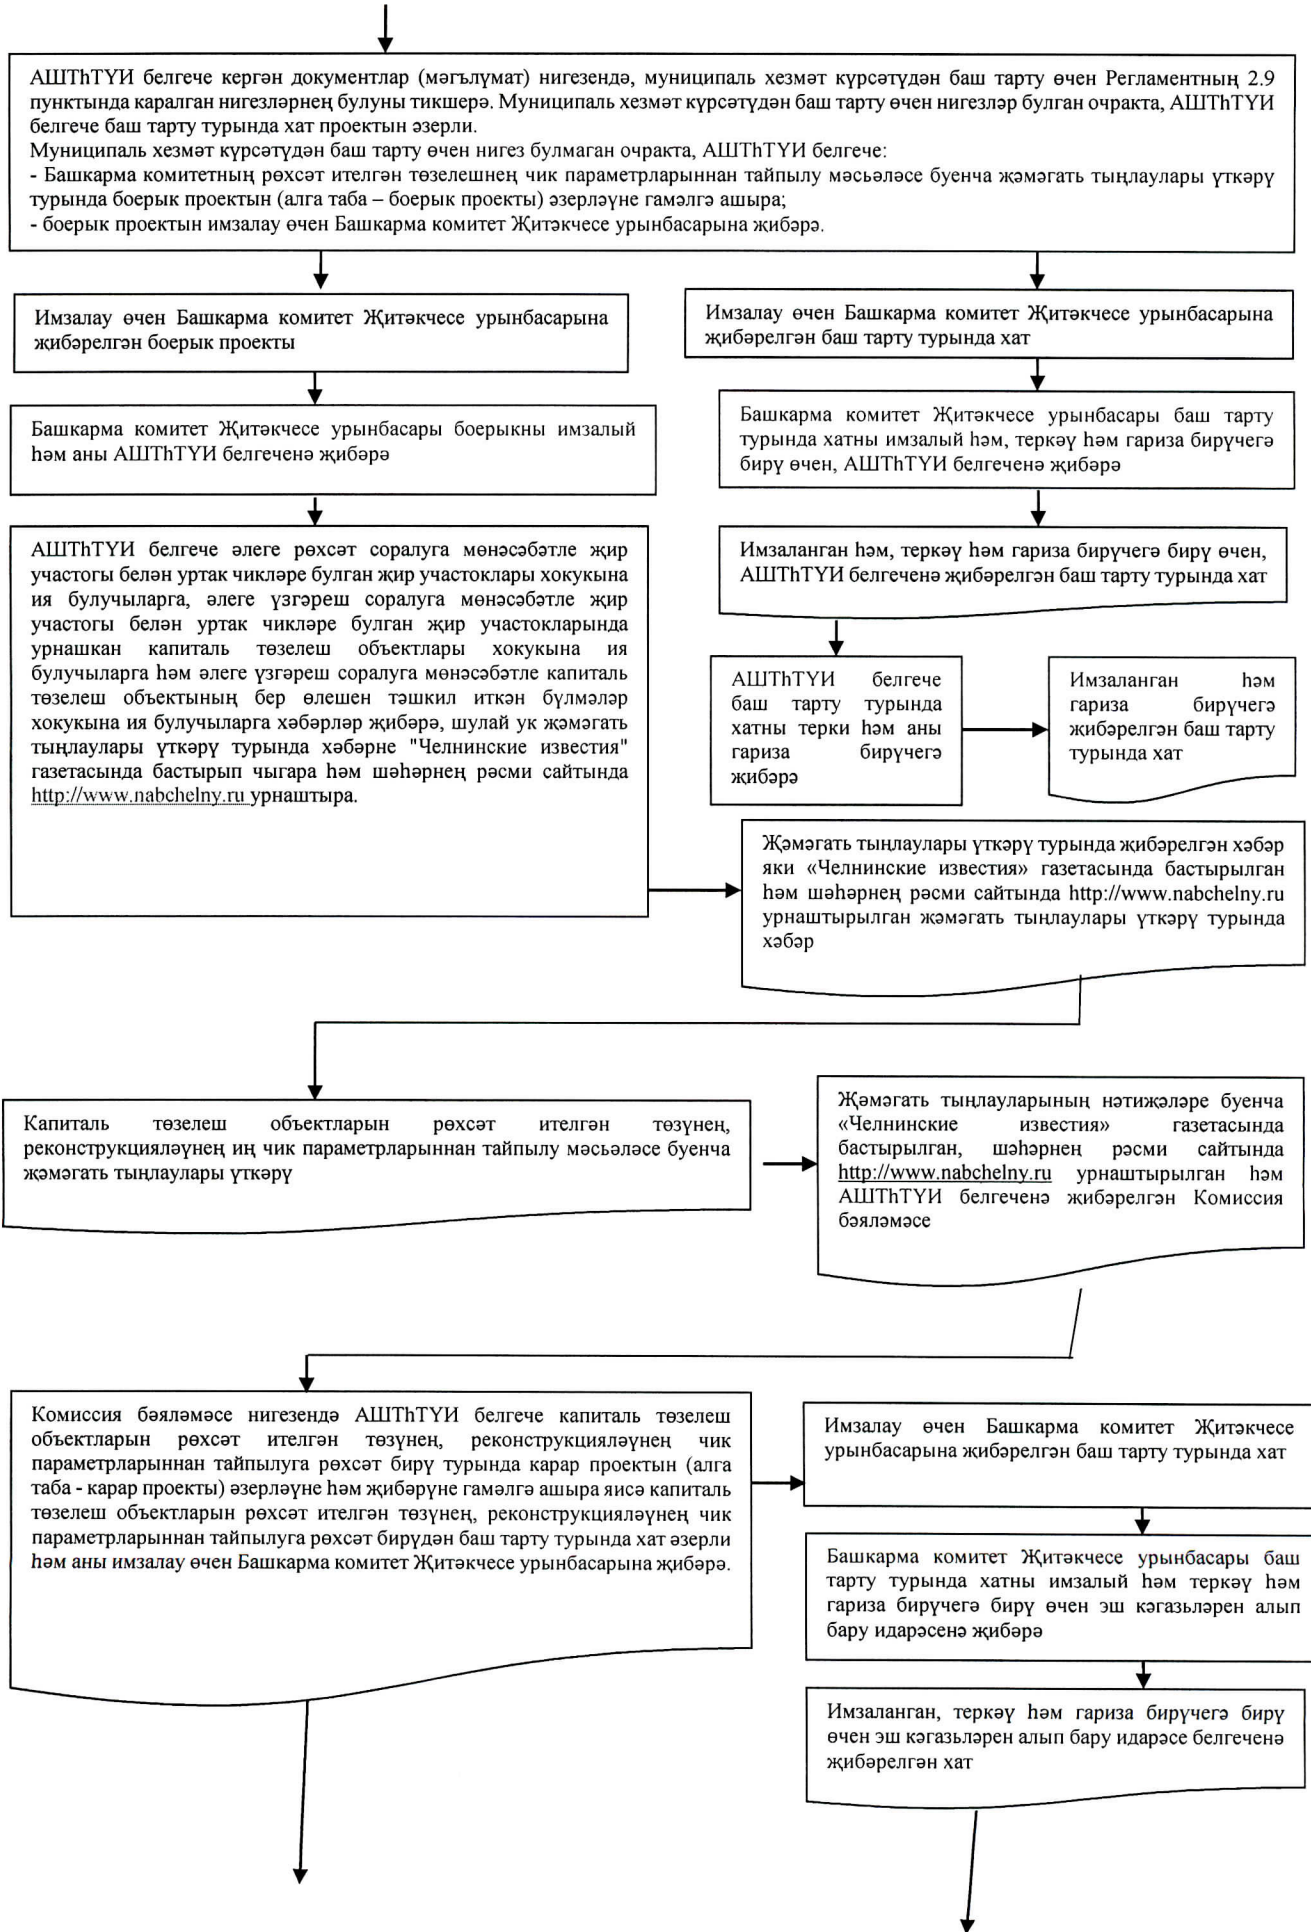 АШТһТҮИ белгече кергән документлар (мәгълүмат) нигезендә, муниципаль хезмәт күрсәтүдән баш тарту өчен Регламентның 2.9
пунктында каралган нигезләрнең булуны тикшерә. Муниципаль хезмәт күрсәтүдән баш тарту өчен нигезләр булган очракта, АШТһТҮИ
белгече баш тарту турында хат проектын әзерли.
Муниципаль хезмәт күрсәтүдән баш тарту өчен нигез булмаган очракта, АШТһТҮИ белгече:
- Башкарма комитетның рөхсәт ителгән төзелешнең чик параметрларыннан тайпылу мәсьәләсе буенча җәмәгать тыңлаулары үткәрү
турында боерык проектын (алга таба – боерык проекты) әзерләүне гамәлгә ашыра;
- боерык проектын имзалау өчен Башкарма комитет Җитәкчесе урынбасарына җибәрә.
Имзалау өчен Башкарма комитет Җитәкчесе урынбасарына
җибәрелгән боерык проекты
Имзалау өчен Башкарма комитет Җитәкчесе урынбасарына
җибәрелгән баш тарту турында хат
Башкарма комитет Җитәкчесе урынбасары боерыкны имзалый
һәм аны АШТһТҮИ белгеченә җибәрә
Башкарма комитет Җитәкчесе урынбасары баш тарту
турында хатны имзалый һәм, теркәү һәм гариза бирүчегә
бирү өчен, АШТһТҮИ белгеченә җибәрә
АШТһТҮИ белгече әлеге рөхсәт соралуга мөнәсәбәтле җир
участогы белән уртак чикләре булган җир участоклары хокукына
ия булучыларга, әлеге үзгәреш соралуга мөнәсәбәтле җир
участогы белән уртак чикләре булган җир участокларында
урнашкан капиталь төзелеш объектлары хокукына ия
булучыларга һәм әлеге үзгәреш соралуга мөнәсәбәтле капиталь
төзелеш объектының бер өлешен тәшкил иткән бүлмәләр
хокукына ия булучыларга хәбәрләр җибәрә, шулай ук җәмәгать
тыңлаулары үткәрү турында хәбәрне "Челнинские известия"
газетасында бастырып чыгара һәм шәһәрнең рәсми сайтында
http://www.nabchelny.ru урнаштыра.
Имзаланган һәм, теркәү һәм гариза бирүчегә бирү өчен,
АШТһТҮИ белгеченә җибәрелгән баш тарту турында хат
АШТһТҮИ белгече
баш тарту турында
хатны терки һәм аны
гариза бирүчегә
җибәрә
Имзаланган һәм
гариза бирүчегә
җибәрелгән баш тарту
турында хат
Җәмәгать тыңлаулары үткәрү турында җибәрелгән хәбәр
яки «Челнинские известия» газетасында бастырылган
һәм шәһәрнең рәсми сайтында http://www.nabchelny.ru
урнаштырылган җәмәгать тыңлаулары үткәрү турында
хәбәр
Капиталь төзелеш объектларын рөхсәт ителгән төзүнең,
реконструкцияләүнең иң чик параметрларыннан тайпылу мәсьәләсе буенча
җәмәгать тыңлаулары үткәрү
Җәмәгать тыңлауларының нәтиҗәләре буенча
«Челнинские известия» газетасында
бастырылган, шәһәрнең рәсми сайтында
http://www.nabchelny.ru урнаштырылган һәм
АШТһТҮИ белгеченә җибәрелгән Комиссия
бәяләмәсе
Комиссия бәяләмәсе нигезендә АШТһТҮИ белгече капиталь төзелеш
объектларын рөхсәт ителгән төзүнең, реконструкцияләүнең чик
параметрларыннан тайпылуга рөхсәт бирү турында карар проектын (алга
таба - карар проекты) әзерләүне һәм җибәрүне гамәлгә ашыра яисә капиталь
төзелеш объектларын рөхсәт ителгән төзүнең, реконструкцияләүнең чик
параметрларыннан тайпылуга рөхсәт бирүдән баш тарту турында хат әзерли
һәм аны имзалау өчен Башкарма комитет Җитәкчесе урынбасарына җибәрә.
Имзалау өчен Башкарма комитет Җитәкчесе
урынбасарына җибәрелгән баш тарту турында хат
Башкарма комитет Җитәкчесе урынбасары баш
тарту турында хатны имзалый һәм теркәү һәм
гариза бирүчегә бирү өчен эш кәгазьләрен алып
бару идарәсенә җибәрә
Имзаланган, теркәү һәм гариза бирүчегә бирү
өчен эш кәгазьләрен алып бару идарәсе белгеченә
җибәрелгән хат